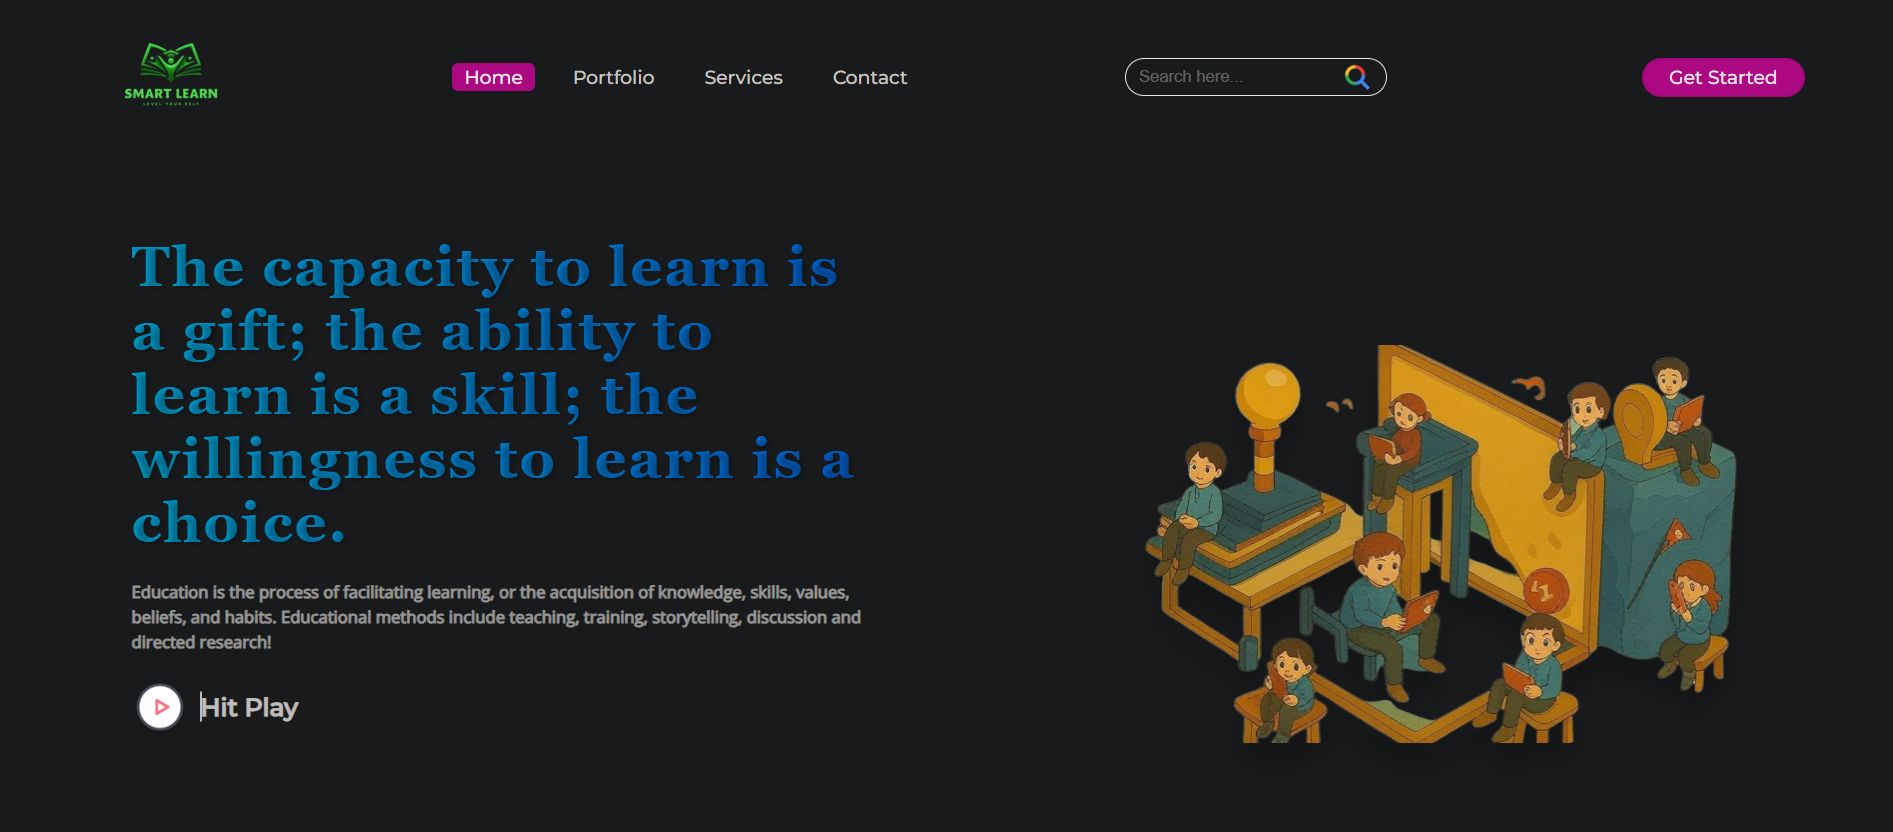 SMART LEARN
LEVEL YOUR SELF
Home
Portfolio
Services
Contact
Search here...
Get Started
The capacity to learn is
a gift; the ability to
learn is a skill; the
willingness to learn is a
choice.
Education is the process of facilitating learning, or the acquisition of knowledge, skills, values,
beliefs, and habits. Educational methods include teaching, training, storytelling, discussion and
directed research!
Hit Play